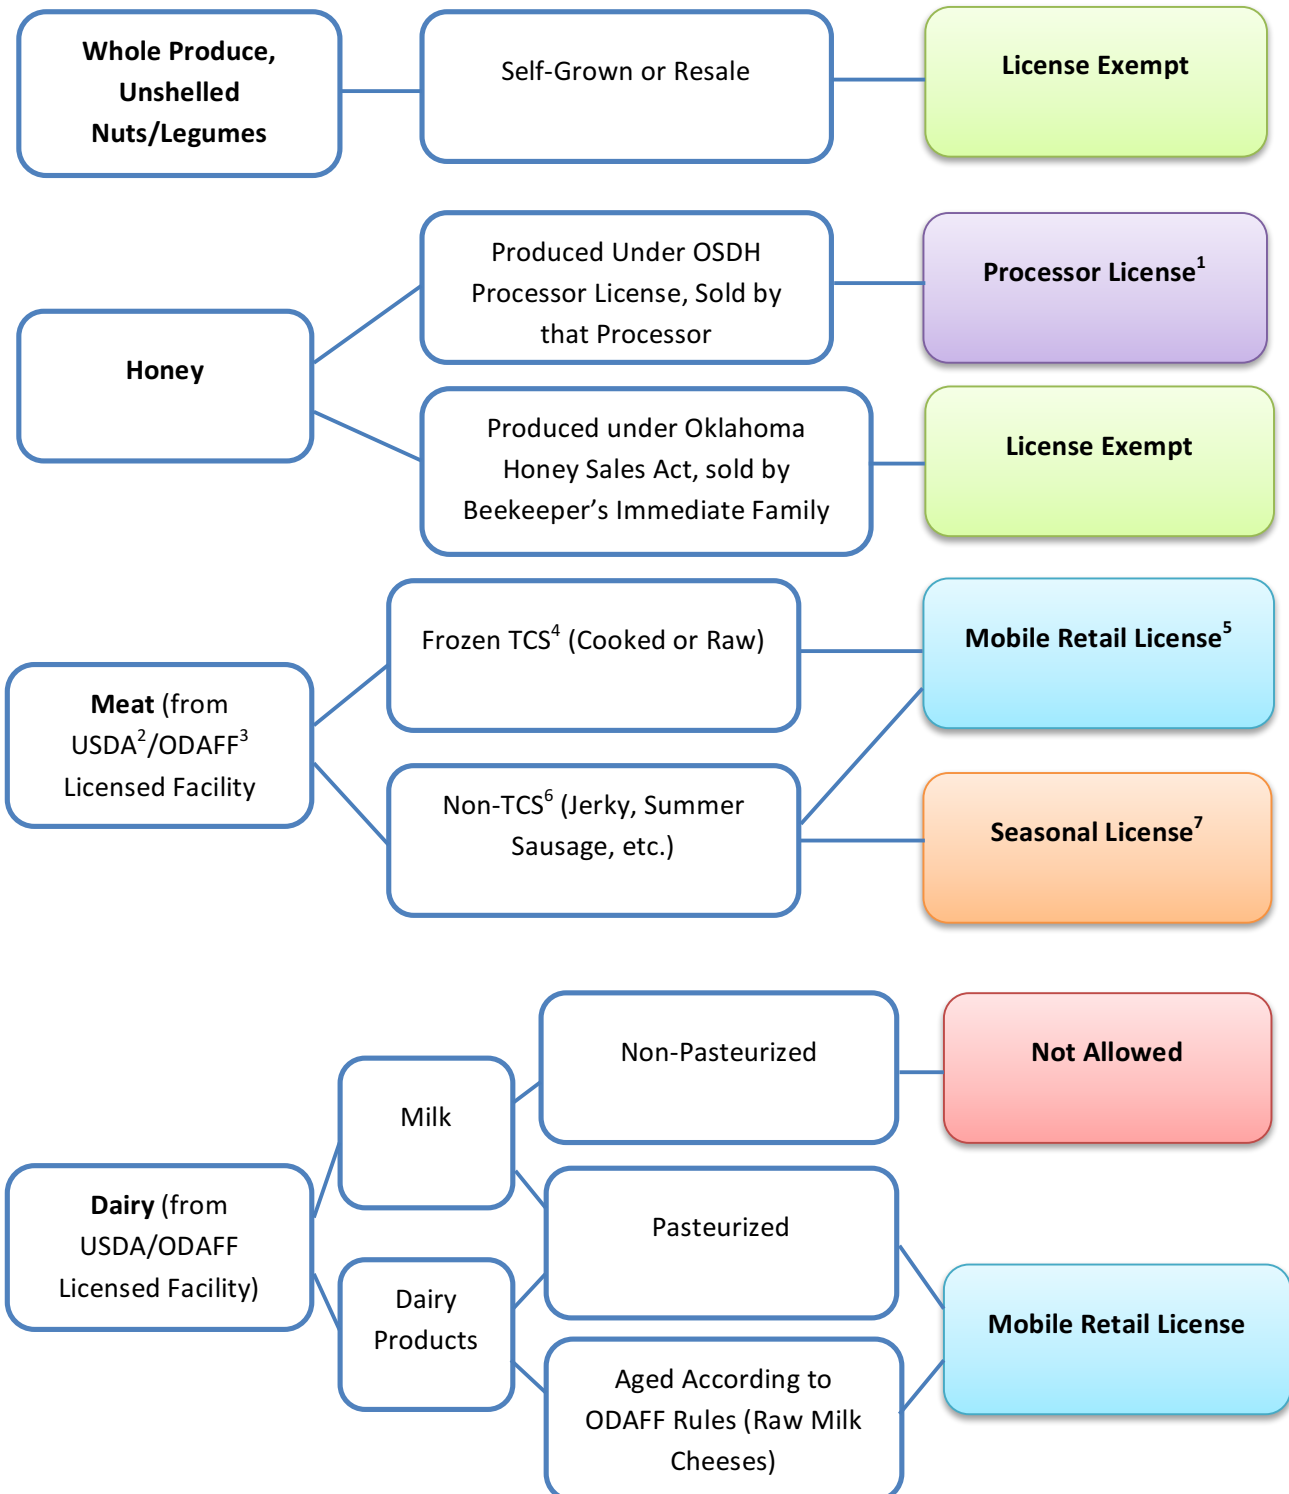 Whole Produce,
Unshelled
Nuts/Legumes
Self-Grown or Resale
License Exempt
Honey
Produced Under OSDH
Processor License, Sold by
that Processor
Processor License¹
Produced under Oklahoma
Honey Sales Act, sold by
Beekeeper’s Immediate Family
License Exempt
Meat (from
USDA²/ODAFF³
Licensed Facility
Frozen TCS⁴ (Cooked or Raw)
Mobile Retail License⁵
Non-TCS⁶ (Jerky, Summer
Sausage, etc.)
Seasonal License⁷
Dairy (from
USDA/ODAFF
Licensed Facility)
Milk
Non-Pasteurized
Not Allowed
Pasteurized
Dairy
Products
Aged According to
ODAFF Rules (Raw Milk
Cheeses)
Mobile Retail License